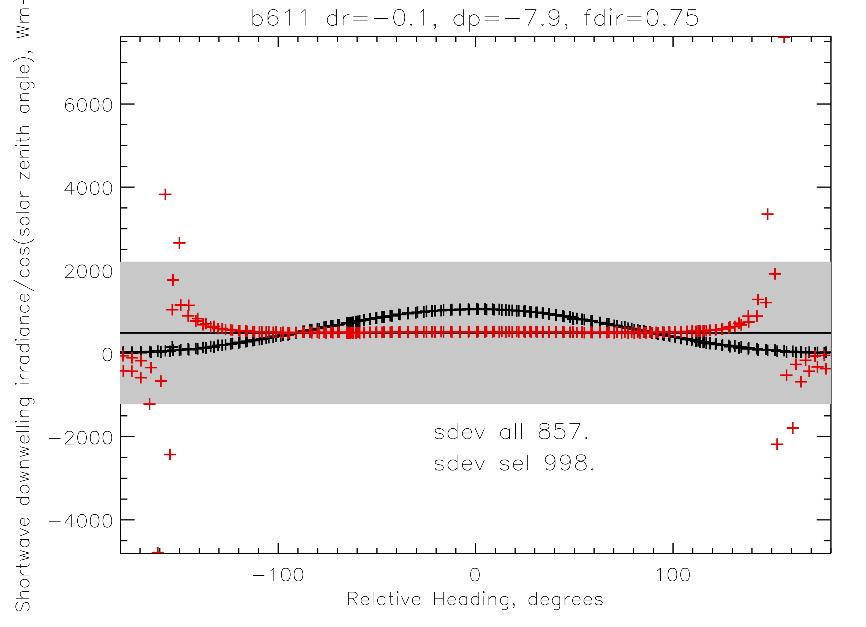 b611 dr=−0.1, dp=−7.9, fdir=0.75
Shortwave downwelling irradiance/cos(solar zenith angle), Wm-
6000
4000
2000
0
−2000
−4000
sdev all 857.
sdev sel 998.
−100 0 100
Relative Heading, degrees